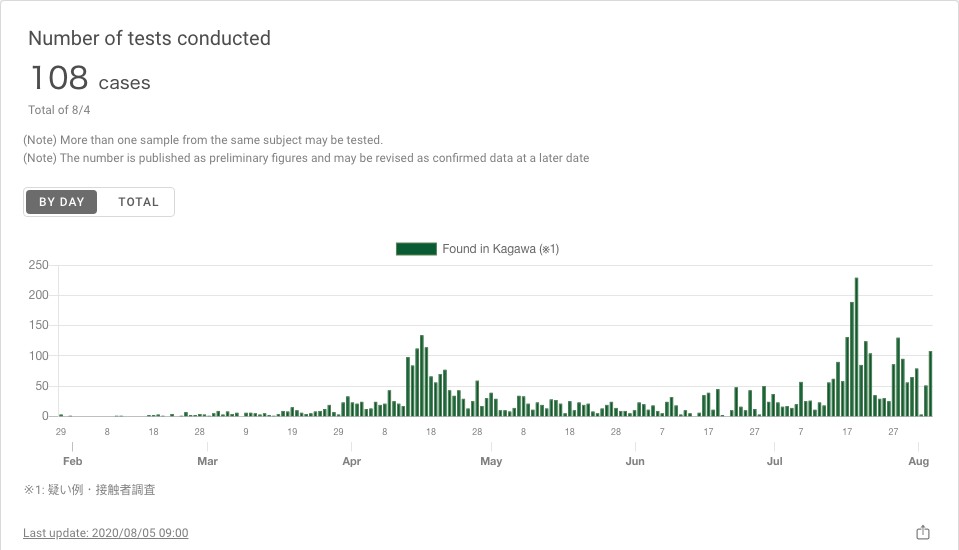 Number of tests conducted
108 cases
Total of 8/4
(Note) More than one sample from the same subject may be tested.
(Note) The number is published as preliminary figures and may be revised as confirmed data at a later date
BY DAY TOTAL
Found in Kagawa (※1)
250
200
150
100
50
0
29 8 18 28 9 19 29 8 18 28 8 18 28 7 17 27 7 17 27
Feb Mar Apr May Jun Jul Aug
※1: 疑い例・接触者調査
Last update: 2020/08/05 09:00